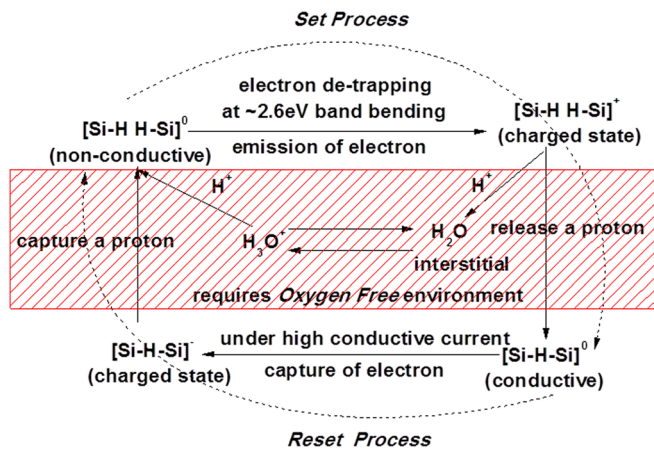 Set Process
electron de-trapping
at ~2.6eV band bending
[Si-H H-Si]⁰
[Si-H H-Si]⁺
(non-conductive)
emission of electron
(charged state)
H⁺
H⁺
capture a proton
H₃O⁺
H₂O
release a proton
interstitial
requires Oxygen Free environment
under high conductive current
[Si-H-Si]⁻
[Si-H-Si]⁰
(charged state)
capture of electron
(conductive)
Reset Process